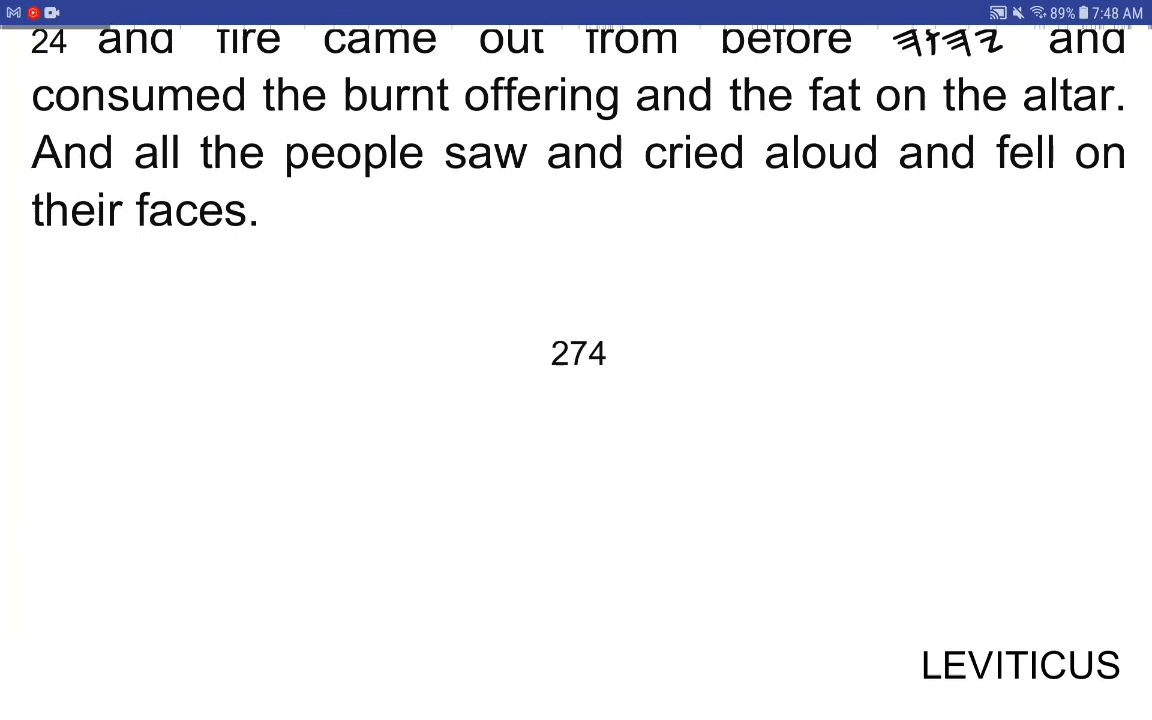 89% 7:48 AM
24 and fire came out from before 𐤉𐤄𐤅𐤄 and
consumed the burnt offering and the fat on the altar.
And all the people saw and cried aloud and fell on
their faces.
274
LEVITICUS